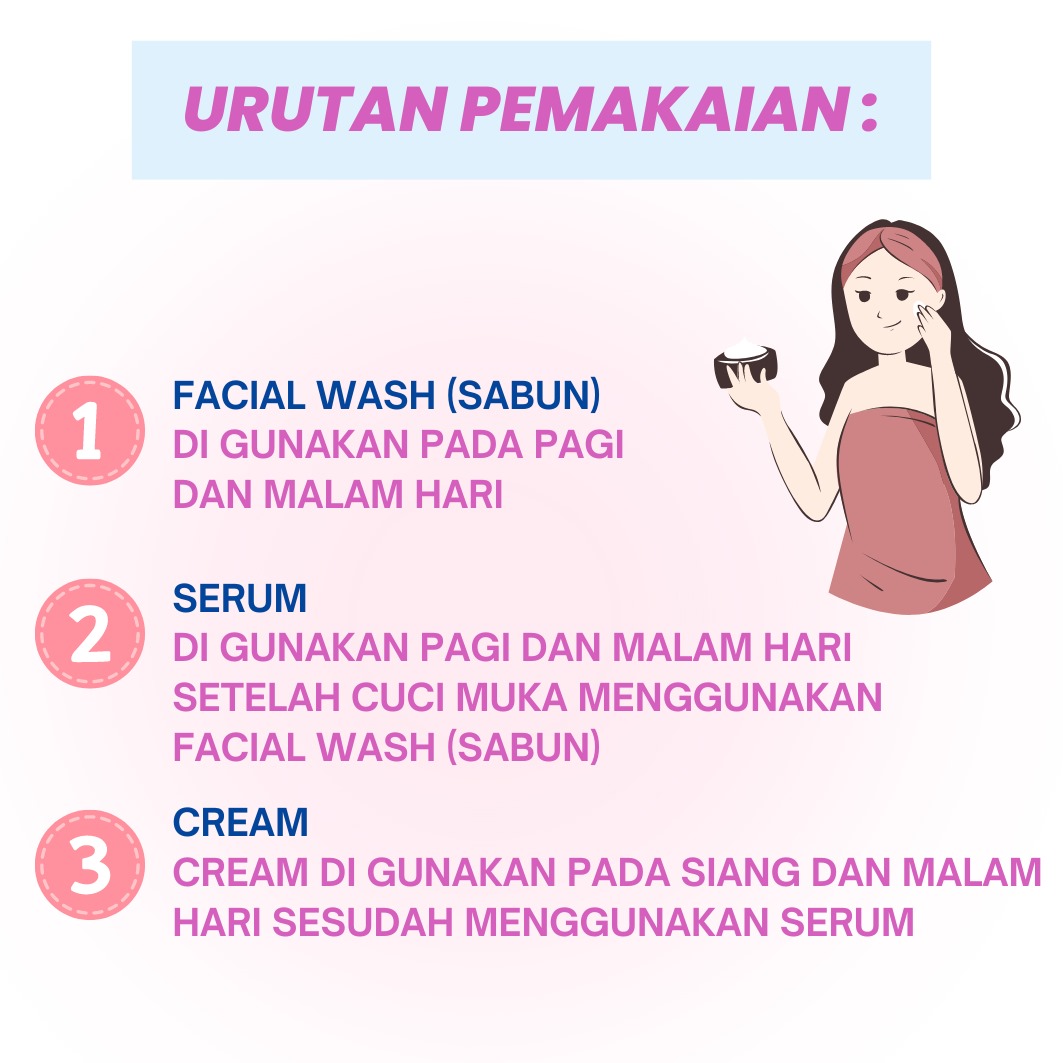 URUTAN PEMAKAIAN :
1
FACIAL WASH (SABUN)
DI GUNAKAN PADA PAGI
DAN MALAM HARI
2
SERUM
DI GUNAKAN PAGI DAN MALAM HARI
SETELAH CUCI MUKA MENGGUNAKAN
FACIAL WASH (SABUN)
3
CREAM
CREAM DI GUNAKAN PADA SIANG DAN MALAM
HARI SESUDAH MENGGUNAKAN SERUM